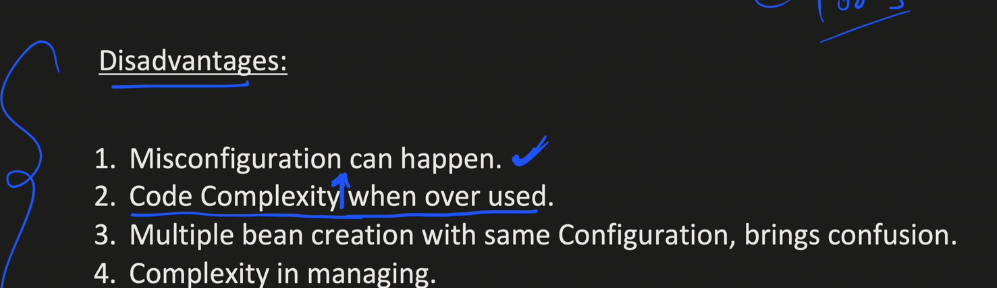 Disadvantages:
1. Misconfiguration can happen.
2. Code Complexity when over used.
3. Multiple bean creation with same Configuration, brings confusion.
4. Complexity in managing.